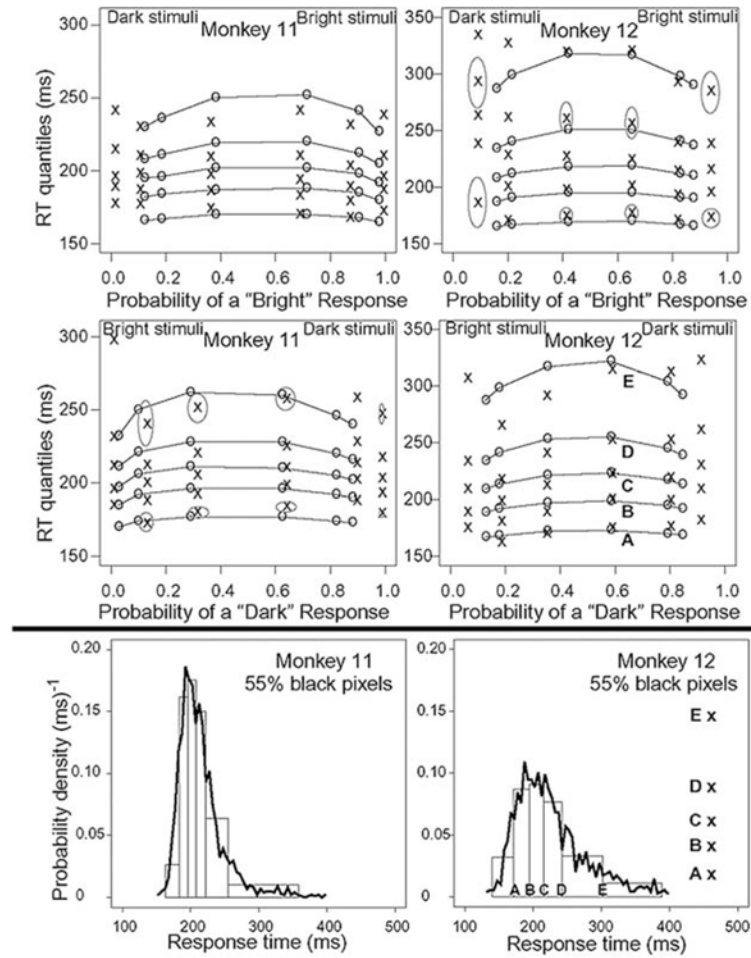 Dark stimuli Bright stimuli
Monkey 11
300
250
200
150
RT quantiles (ms)
0.0 0.2 0.4 0.6 0.8 1.0
Probability of a “Bright” Response
Dark stimuli Bright stimuli
Monkey 12
350
300
250
200
150
0.0 0.2 0.4 0.6 0.8 1.0
Probability of a “Bright” Response
Bright stimuli Dark stimuli
Monkey 11
300
250
200
150
RT quantiles (ms)
0.0 0.2 0.4 0.6 0.8 1.0
Probability of a “Dark” Response
Bright stimuli Dark stimuli
Monkey 12
350
300
250
200
150
E
D
C
B
A
0.0 0.2 0.4 0.6 0.8 1.0
Probability of a “Dark” Response
Monkey 11
55% black pixels
0.20
0.15
0.10
0.05
0
Probability density (ms)-1
100 200 300 400 500
Response time (ms)
Monkey 12
55% black pixels
0.20
0.15
0.10
0.05
0
E x
D x
C x
B x
A x
A B C D E
100 200 300 400 500
Response time (ms)